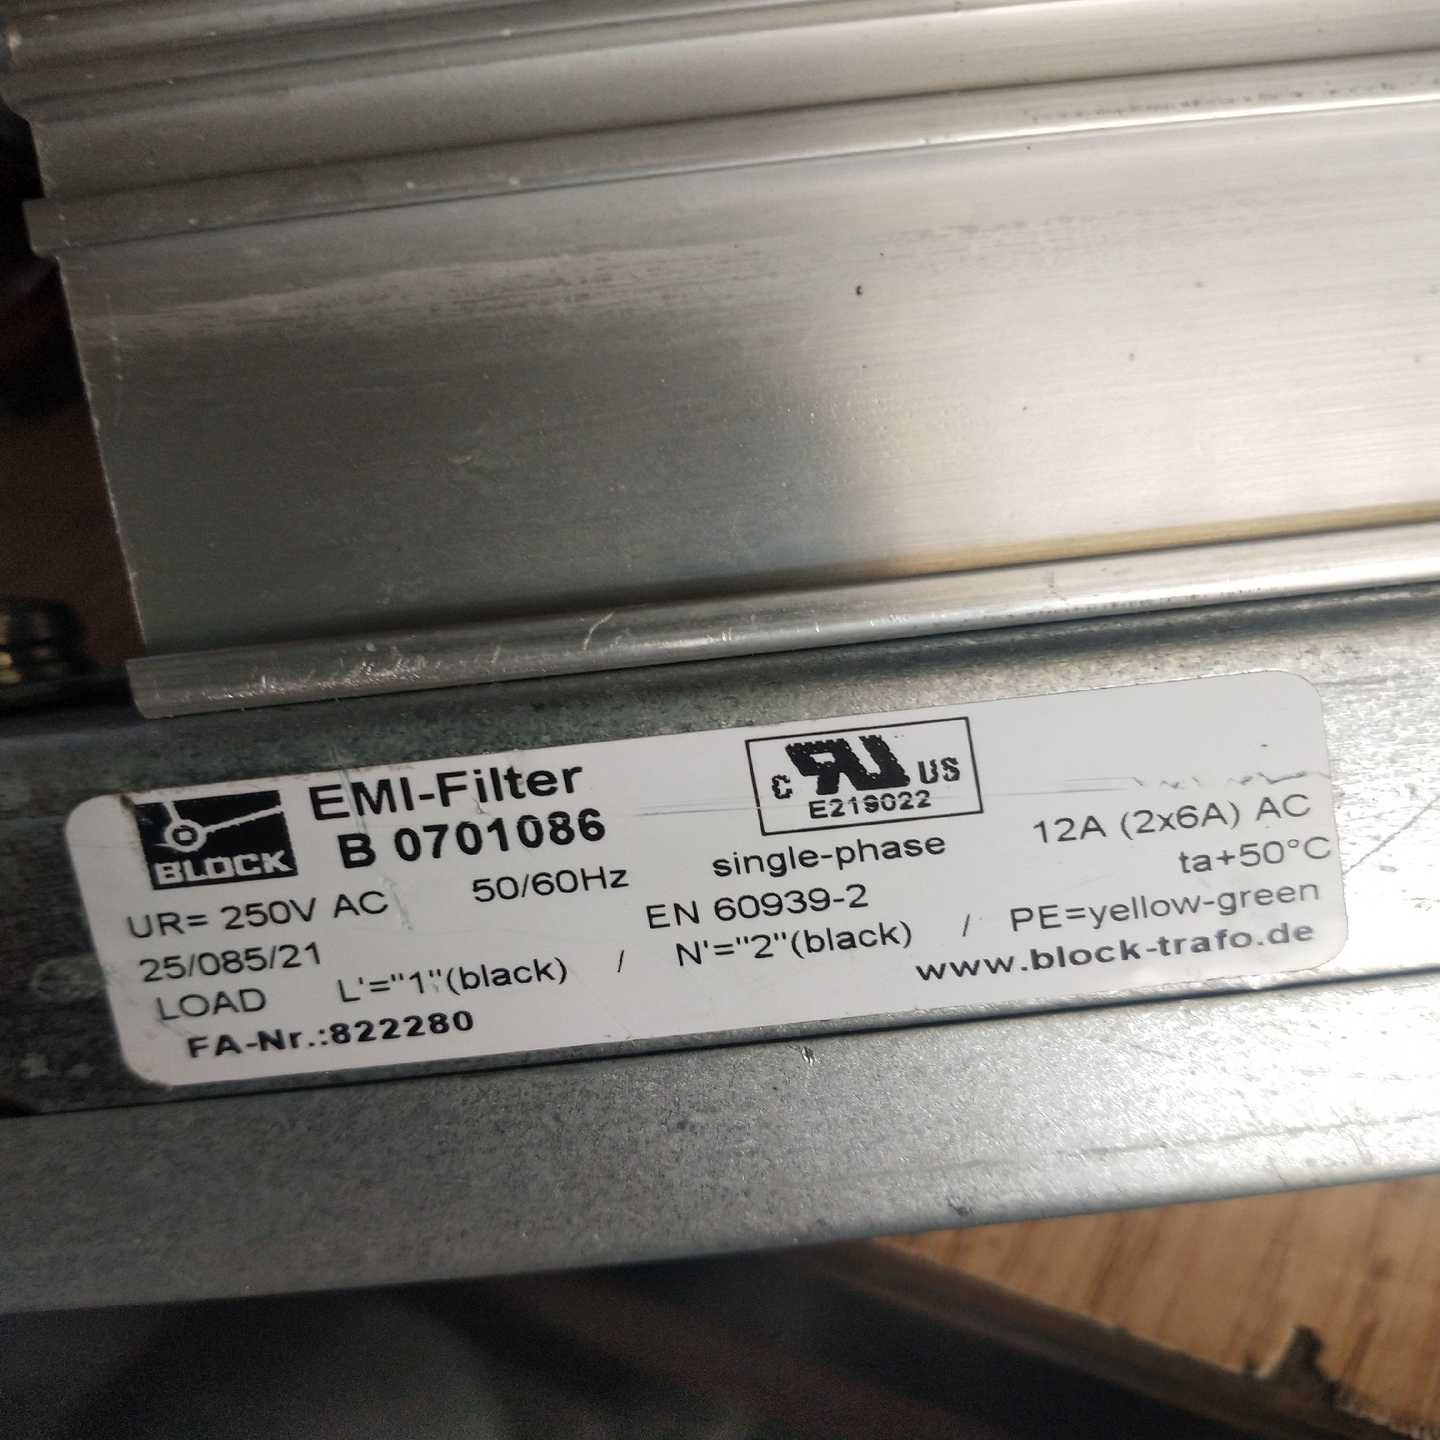 BLOCK
EMI-Filter
B 0701086
c RU US
E219022
UR= 250V AC 50/60Hz single-phase 12A (2x6A) AC
25/085/21 EN 60939-2 ta+50°C
LOAD L'="1"(black) / N'="2"(black) / PE=yellow-green
FA-Nr.:822280 www.block-trafo.de